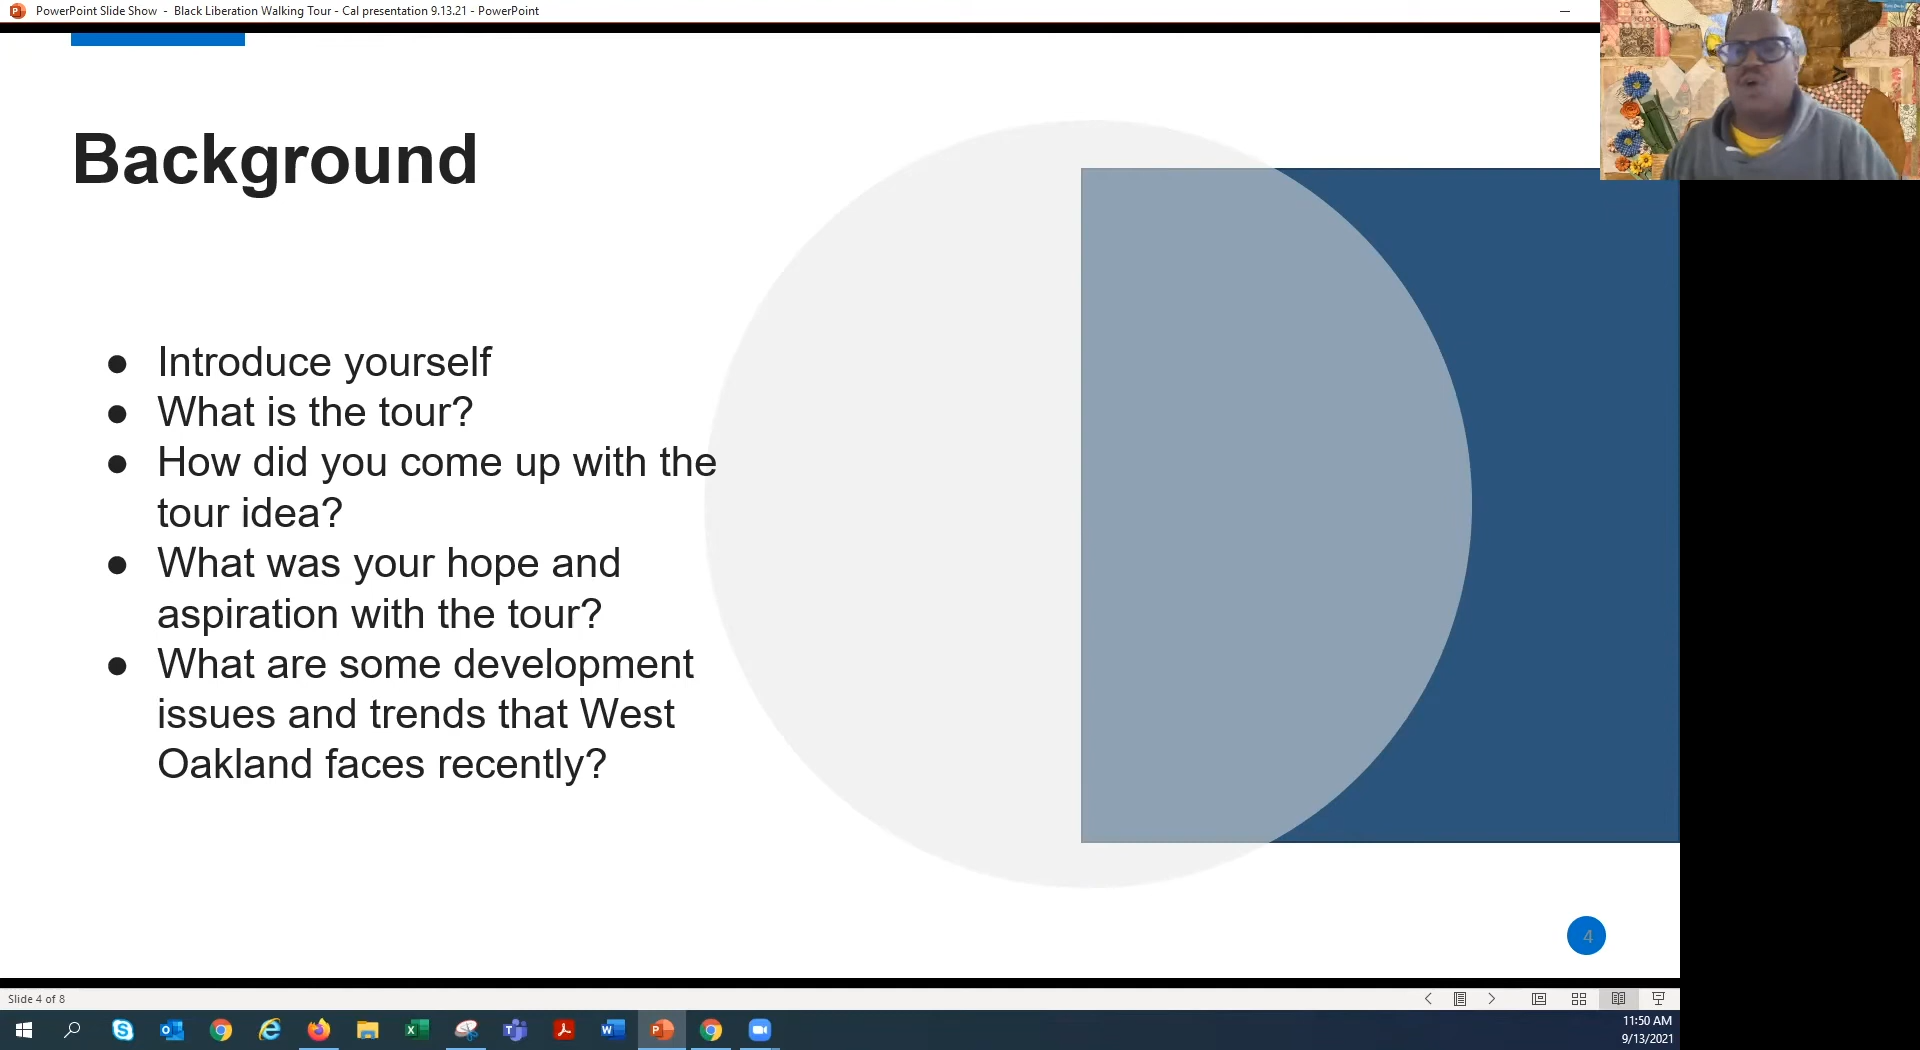 PowerPoint Slide Show - Black Liberation Walking Tour - Cal presentation 9.13.21 - PowerPoint
Background
● Introduce yourself
● What is the tour?
● How did you come up with the
tour idea?
● What was your hope and
aspiration with the tour?
● What are some development
issues and trends that West
Oakland faces recently?
4
Slide 4 of 8
11:50 AM
9/13/2021